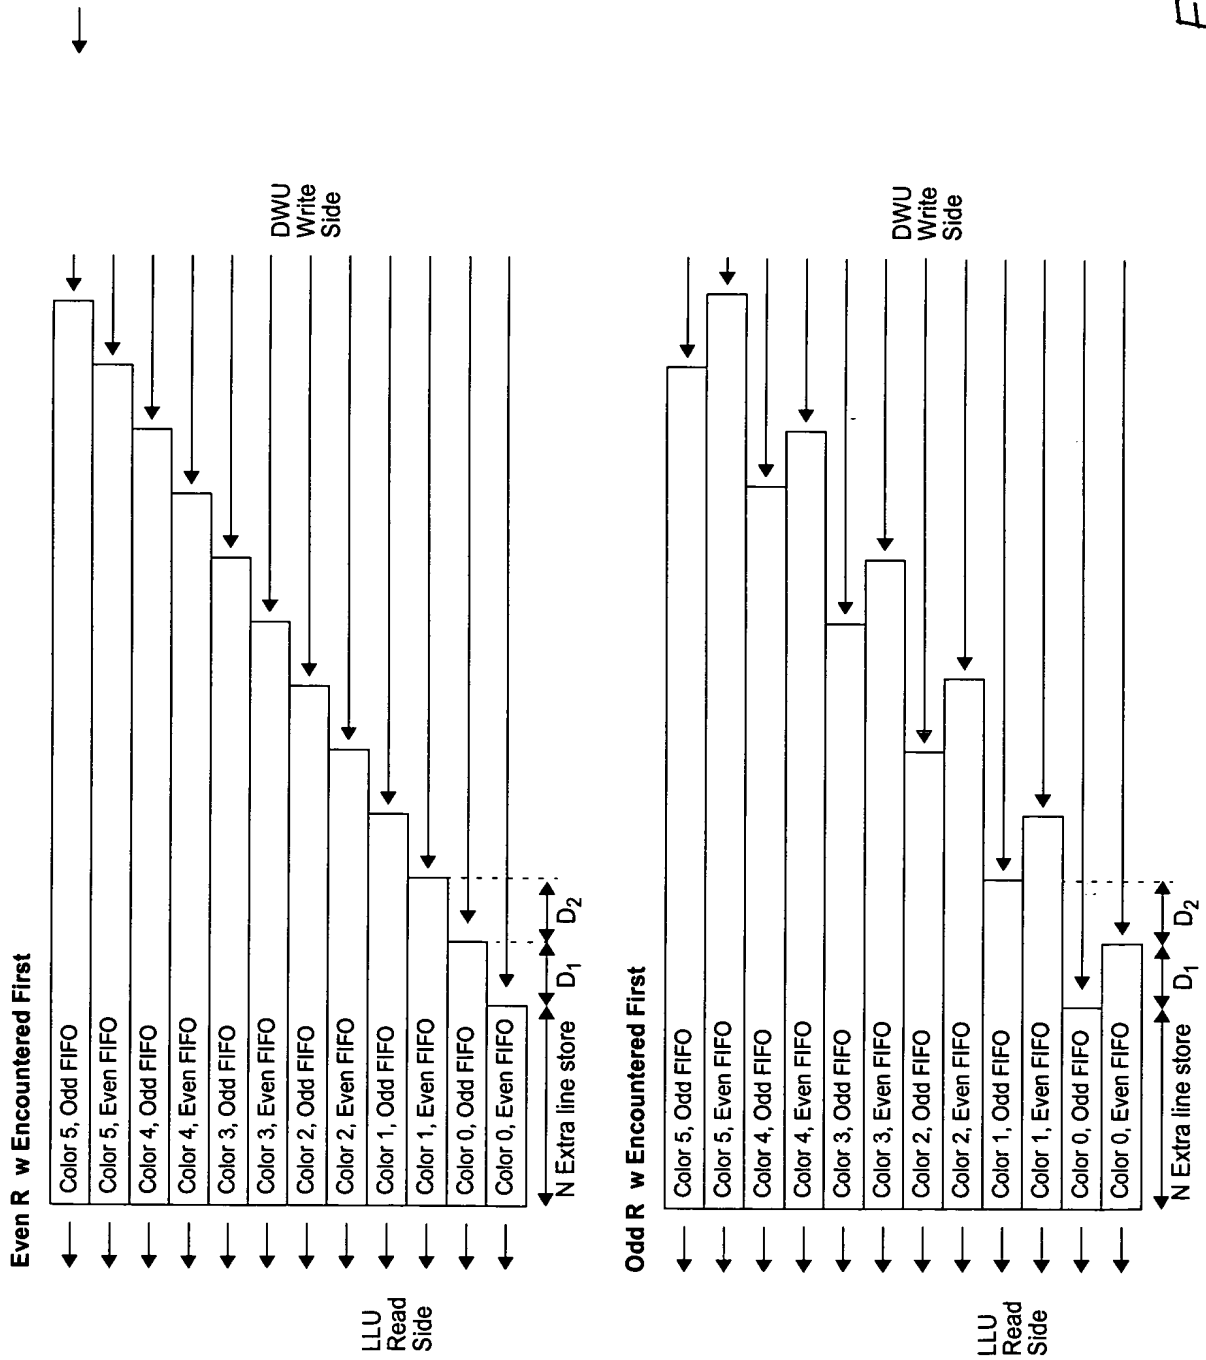 Even R w Encountered First
LLU
Read
Side
Color 5, Odd FIFO
Color 5, Even FIFO
Color 4, Odd FIFO
Color 4, Even FIFO
Color 3, Odd FIFO
Color 3, Even FIFO
Color 2, Odd FIFO
Color 2, Even FIFO
Color 1, Odd FIFO
Color 1, Even FIFO
Color 0, Odd FIFO
Color 0, Even FIFO
N Extra line store
D1
D2
DWU
Write
Side
Odd R w Encountered First
LLU
Read
Side
Color 5, Odd FIFO
Color 5, Even FIFO
Color 4, Odd FIFO
Color 4, Even FIFO
Color 3, Odd FIFO
Color 3, Even FIFO
Color 2, Odd FIFO
Color 2, Even FIFO
Color 1, Odd FIFO
Color 1, Even FIFO
Color 0, Odd FIFO
Color 0, Even FIFO
N Extra line store
D1
D2
DWU
Write
Side